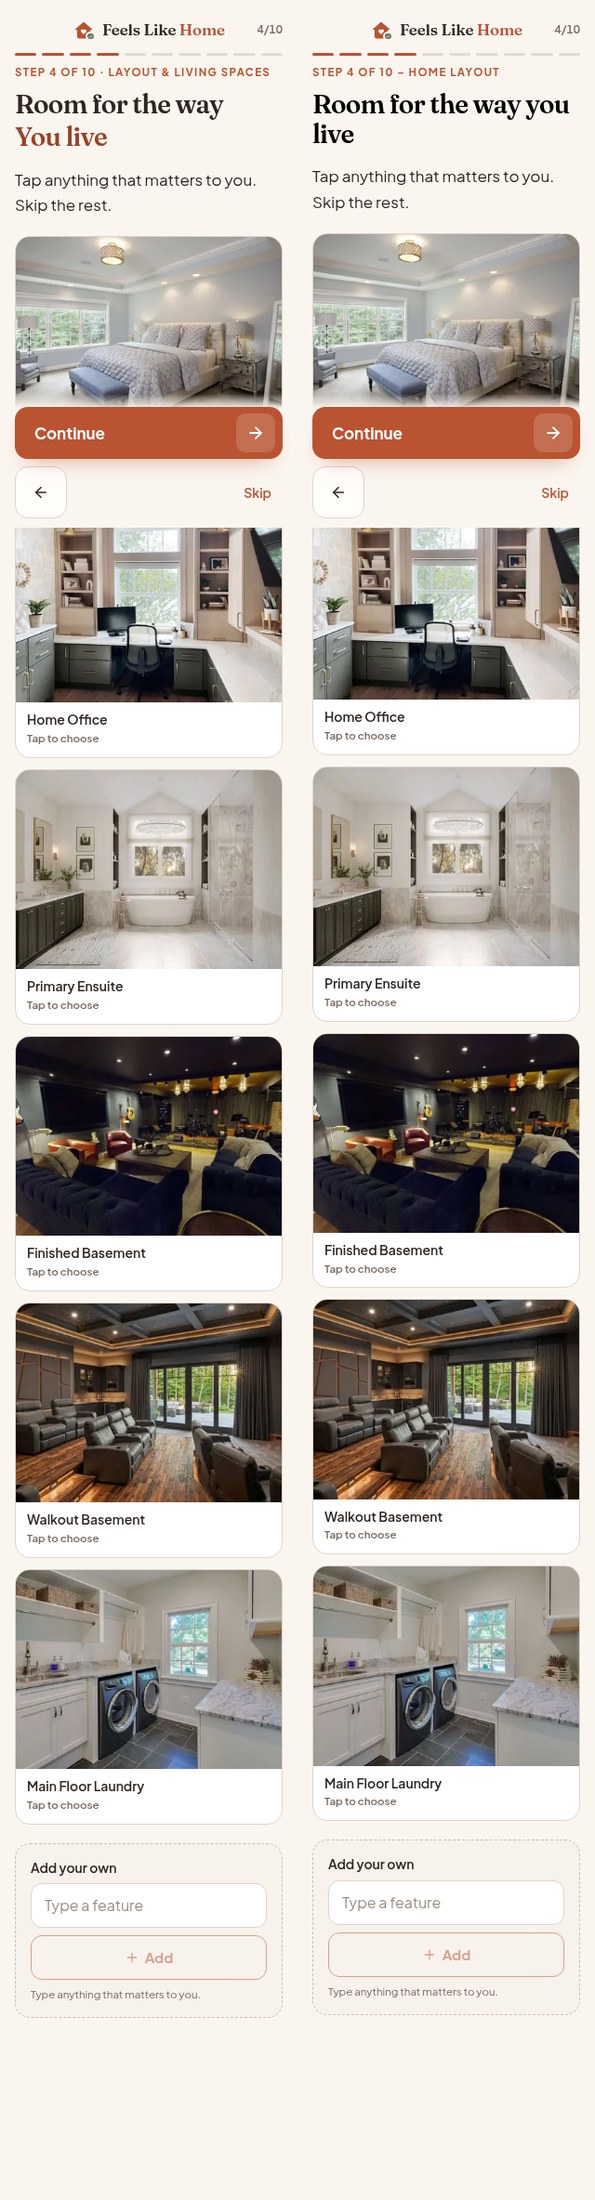 Feels Like Home
4/10
STEP 4 OF 10 · LAYOUT & LIVING SPACES
Room for the way
You live
Tap anything that matters to you.
Skip the rest.
Continue
Skip
Home Office
Tap to choose
Primary Ensuite
Tap to choose
Finished Basement
Tap to choose
Walkout Basement
Tap to choose
Main Floor Laundry
Tap to choose
Add your own
Type a feature
+ Add
Type anything that matters to you.
Feels Like Home
4/10
STEP 4 OF 10 – HOME LAYOUT
Room for the way you
live
Tap anything that matters to you.
Skip the rest.
Continue
Skip
Home Office
Tap to choose
Primary Ensuite
Tap to choose
Finished Basement
Tap to choose
Walkout Basement
Tap to choose
Main Floor Laundry
Tap to choose
Add your own
Type a feature
+ Add
Type anything that matters to you.